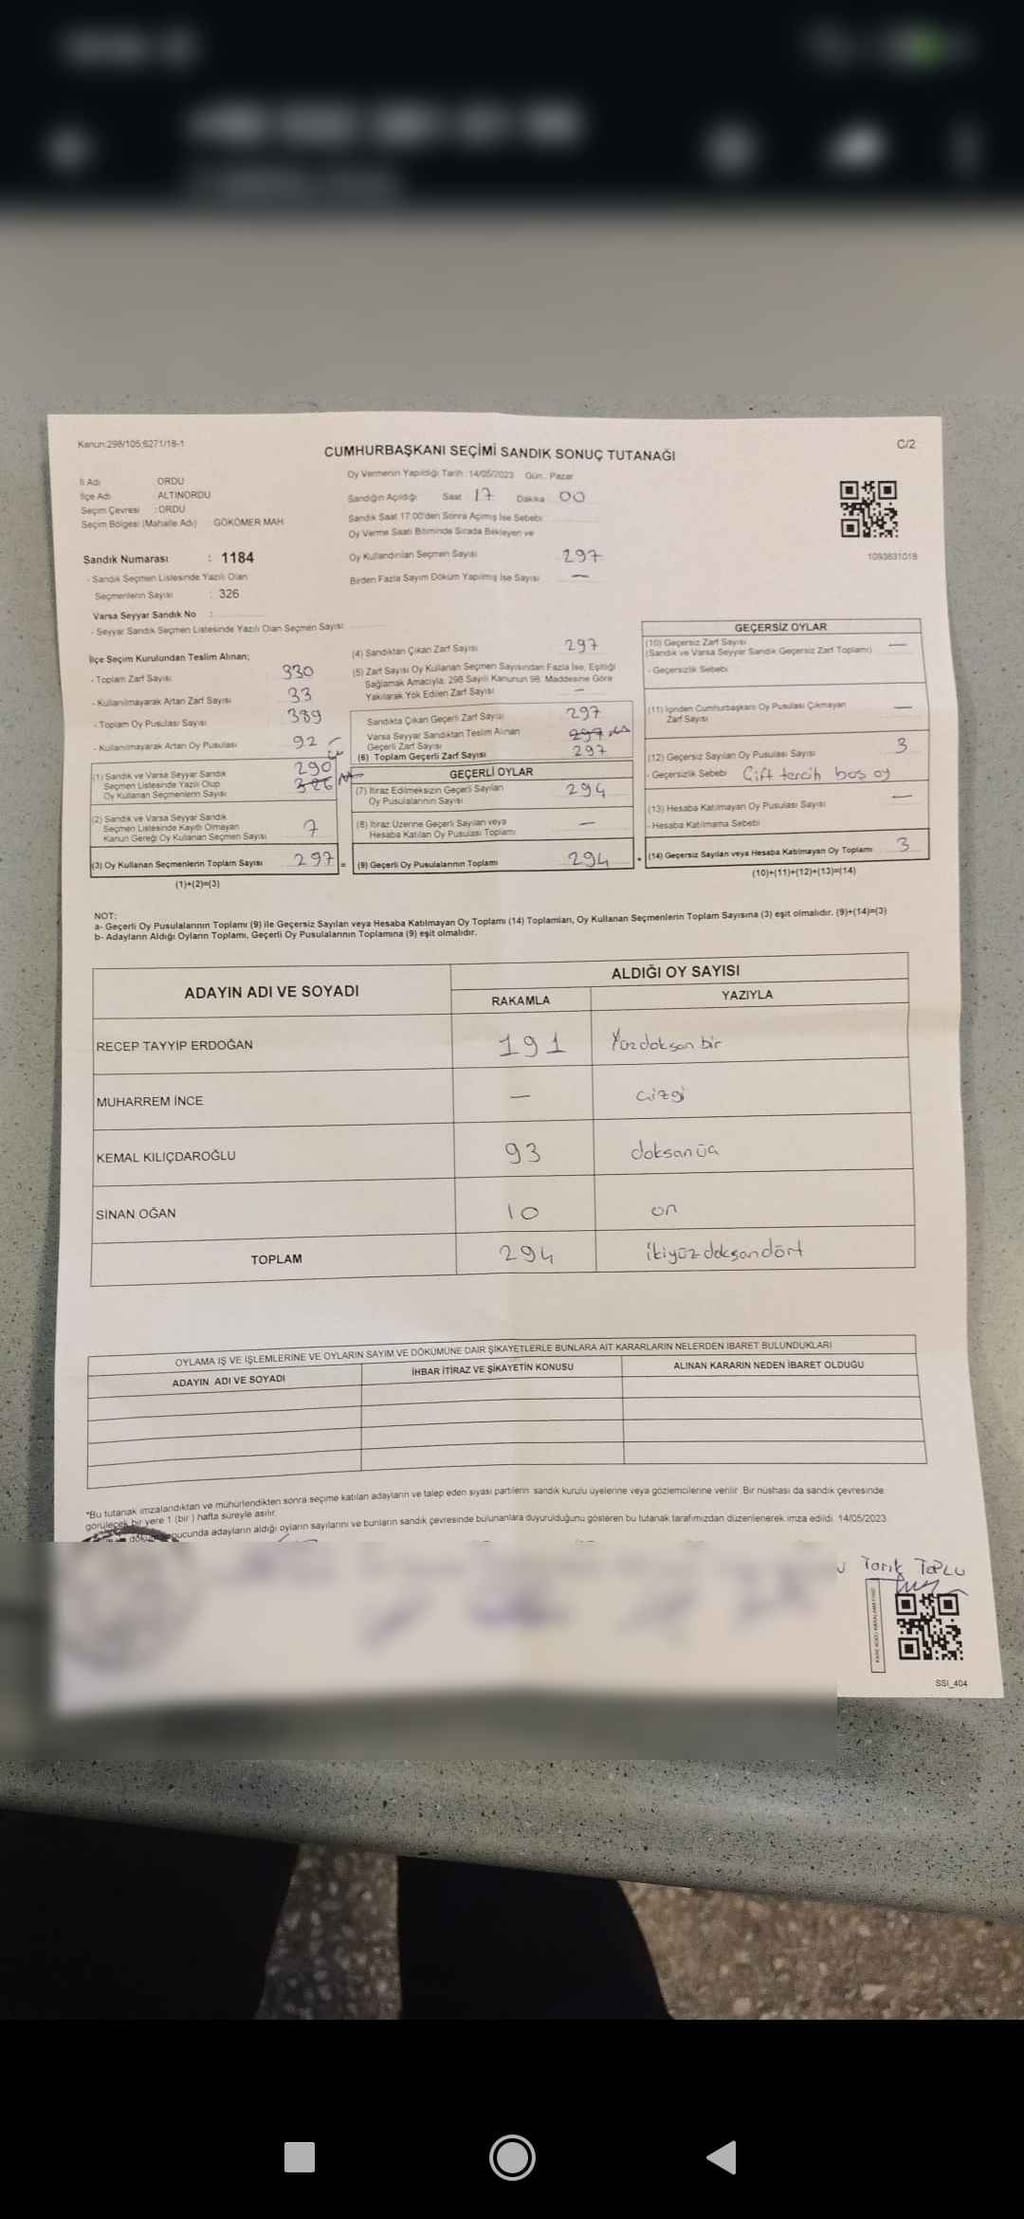 Kanun:298/105,6271/18-1
C/2
CUMHURBAŞKANI SEÇİMİ SANDIK SONUÇ TUTANAĞI
Oy Vermenin Yapıldığı Tarih :14/05/2023 Gün.. Pazar
İl Adı ORDU
İlçe Adı ALTINORDU
Seçim Çevresi : ORDU
Seçim Bölgesi (Mahalle Adı) GÖKÖMER MAH
Sandığın Açıldığı Saat 17 Dakika 00
Sandık Saat 17.00'den Sonra Açılmış İse Sebebi
Oy Verme Saati Bitiminde Sırada Bekleyen ve
Oy Kullandırılan Seçmen Sayısı 297
Birden Fazla Sayım Döküm Yapılmış İse Sayısı —
1093631018
Sandık Numarası : 1184
- Sandık Seçmen Listesinde Yazılı Olan
Seçmenlerin Sayısı : 326
Varsa Seyyar Sandık No :
- Seyyar Sandık Seçmen Listesinde Yazılı Olan Seçmen Sayısı
İlçe Seçim Kurulundan Teslim Alınan;
- Toplam Zarf Sayısı 330
- Kullanılmayarak Artan Zarf Sayısı 33
- Toplam Oy Pusulası Sayısı 389
- Kullanılmayarak Artan Oy Pusulası 92
(1) Sandık ve Varsa Seyyar Sandık
Seçmen Listesinde Yazılı Olup
Oy Kullanan Seçmenlerin Sayısı
290
326
(2) Sandık ve Varsa Seyyar Sandık
Seçmen Listesinde Kayıtlı Olmayan
Kanun Gereği Oy Kullanan Seçmen Sayısı 7
(3) Oy Kullanan Seçmenlerin Toplam Sayısı 297 =
(1)+(2)=(3)
(4) Sandıktan Çıkan Zarf Sayısı 297
(5) Zarf Sayısı Oy Kullanan Seçmen Sayısından Fazla İse, Eşitliği
Sağlamak Amacıyla, 298 Sayılı Kanunun 98. Maddesine Göre
Yakılarak Yok Edilen Zarf Sayısı —
Sandıkta Çıkan Geçerli Zarf Sayısı 297
Varsa Seyyar Sandıktan Teslim Alınan
Geçerli Zarf Sayısı 297
(6) Toplam Geçerli Zarf Sayısı 297
GEÇERLİ OYLAR
(7) İtiraz Edilmeksizin Geçerli Sayılan
Oy Pusulalarının Sayısı 294
(8) İtiraz Üzerine Geçerli Sayılan veya
Hesaba Katılan Oy Pusulası Toplamı —
(9) Geçerli Oy Pusulalarının Toplamı 294 +
GEÇERSİZ OYLAR
(10) Geçersiz Zarf Sayısı
(Sandık ve Varsa Seyyar Sandık Geçersiz Zarf Toplamı) —
- Geçersizlik Sebebi
(11) İçinden Cumhurbaşkanı Oy Pusulası Çıkmayan
Zarf Sayısı —
(12) Geçersiz Sayılan Oy Pusulası Sayısı 3
- Geçersizlik Sebebi Çift tercih boş oy
(13) Hesaba Katılmayan Oy Pusulası Sayısı —
- Hesaba Katılmama Sebebi
(14) Geçersiz Sayılan veya Hesaba Katılmayan Oy Toplamı 3
(10)+(11)+(12)+(13)=(14)
NOT:
a- Geçerli Oy Pusulalarının Toplamı (9) ile Geçersiz Sayılan veya Hesaba Katılmayan Oy Toplamı (14) Toplamları, Oy Kullanan Seçmenlerin Toplam Sayısına (3) eşit olmalıdır. (9)+(14)=(3)
b- Adayların Aldığı Oyların Toplamı, Geçerli Oy Pusulalarının Toplamına (9) eşit olmalıdır.
ADAYIN ADI VE SOYADI
ALDIĞI OY SAYISI
RAKAMLA YAZIYLA
RECEP TAYYİP ERDOĞAN 191 Yüzdoksan bir
MUHARREM İNCE — çizgi
KEMAL KILIÇDAROĞLU 93 doksanüç
SİNAN OĞAN 10 on
TOPLAM 294 ikiyüz doksandört
OYLAMA İŞ VE İŞLEMLERİNE VE OYLARIN SAYIM VE DÖKÜMÜNE DAİR ŞİKAYETLERLE BUNLARA AİT KARARLARIN NELERDEN İBARET BULUNDUKLARI
ADAYIN ADI VE SOYADI İHBAR İTİRAZ VE ŞİKAYETİN KONUSU ALINAN KARARIN NEDEN İBARET OLDUĞU
*Bu tutanak imzalandıktan ve mühürlendikten sonra seçime katılan adayların ve talep eden siyasi partilerin sandık kurulu üyelerine veya gözlemcilerine verilir. Bir nüshası da sandık çevresinde
görülecek bir yere 1 (bir ) hafta süreyle asılır.
adayların aldığı oyların sayılarını ve bunların sandık çevresinde bulunanlara duyurulduğunu gösteren bu tutanak tarafımızdan düzenlenerek imza edildi. 14/05/2023
Tarık TOPLU
SSI_404